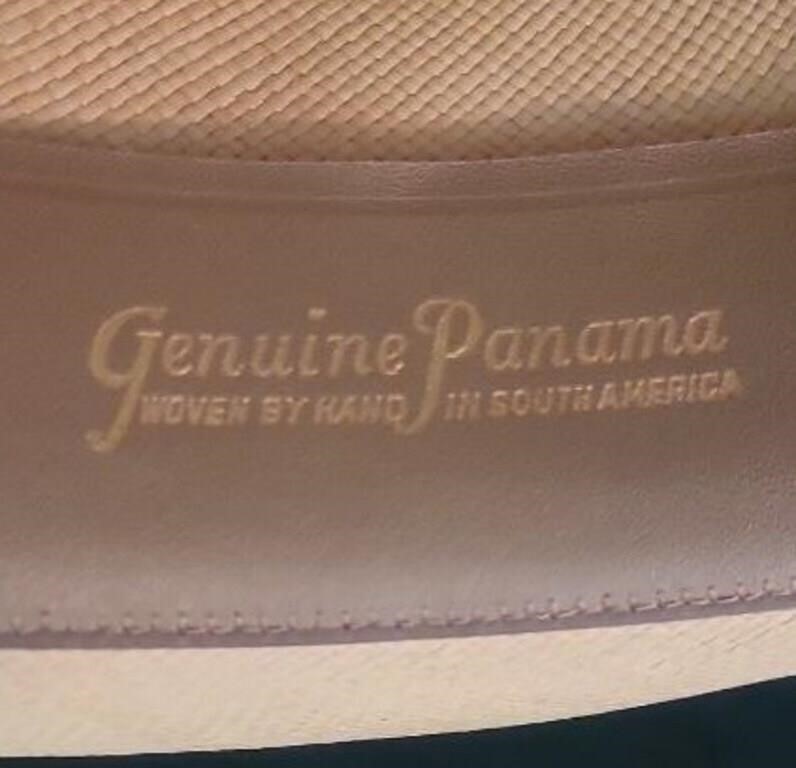 Genuine Panama
WOVEN BY HAND IN SOUTH AMERICA